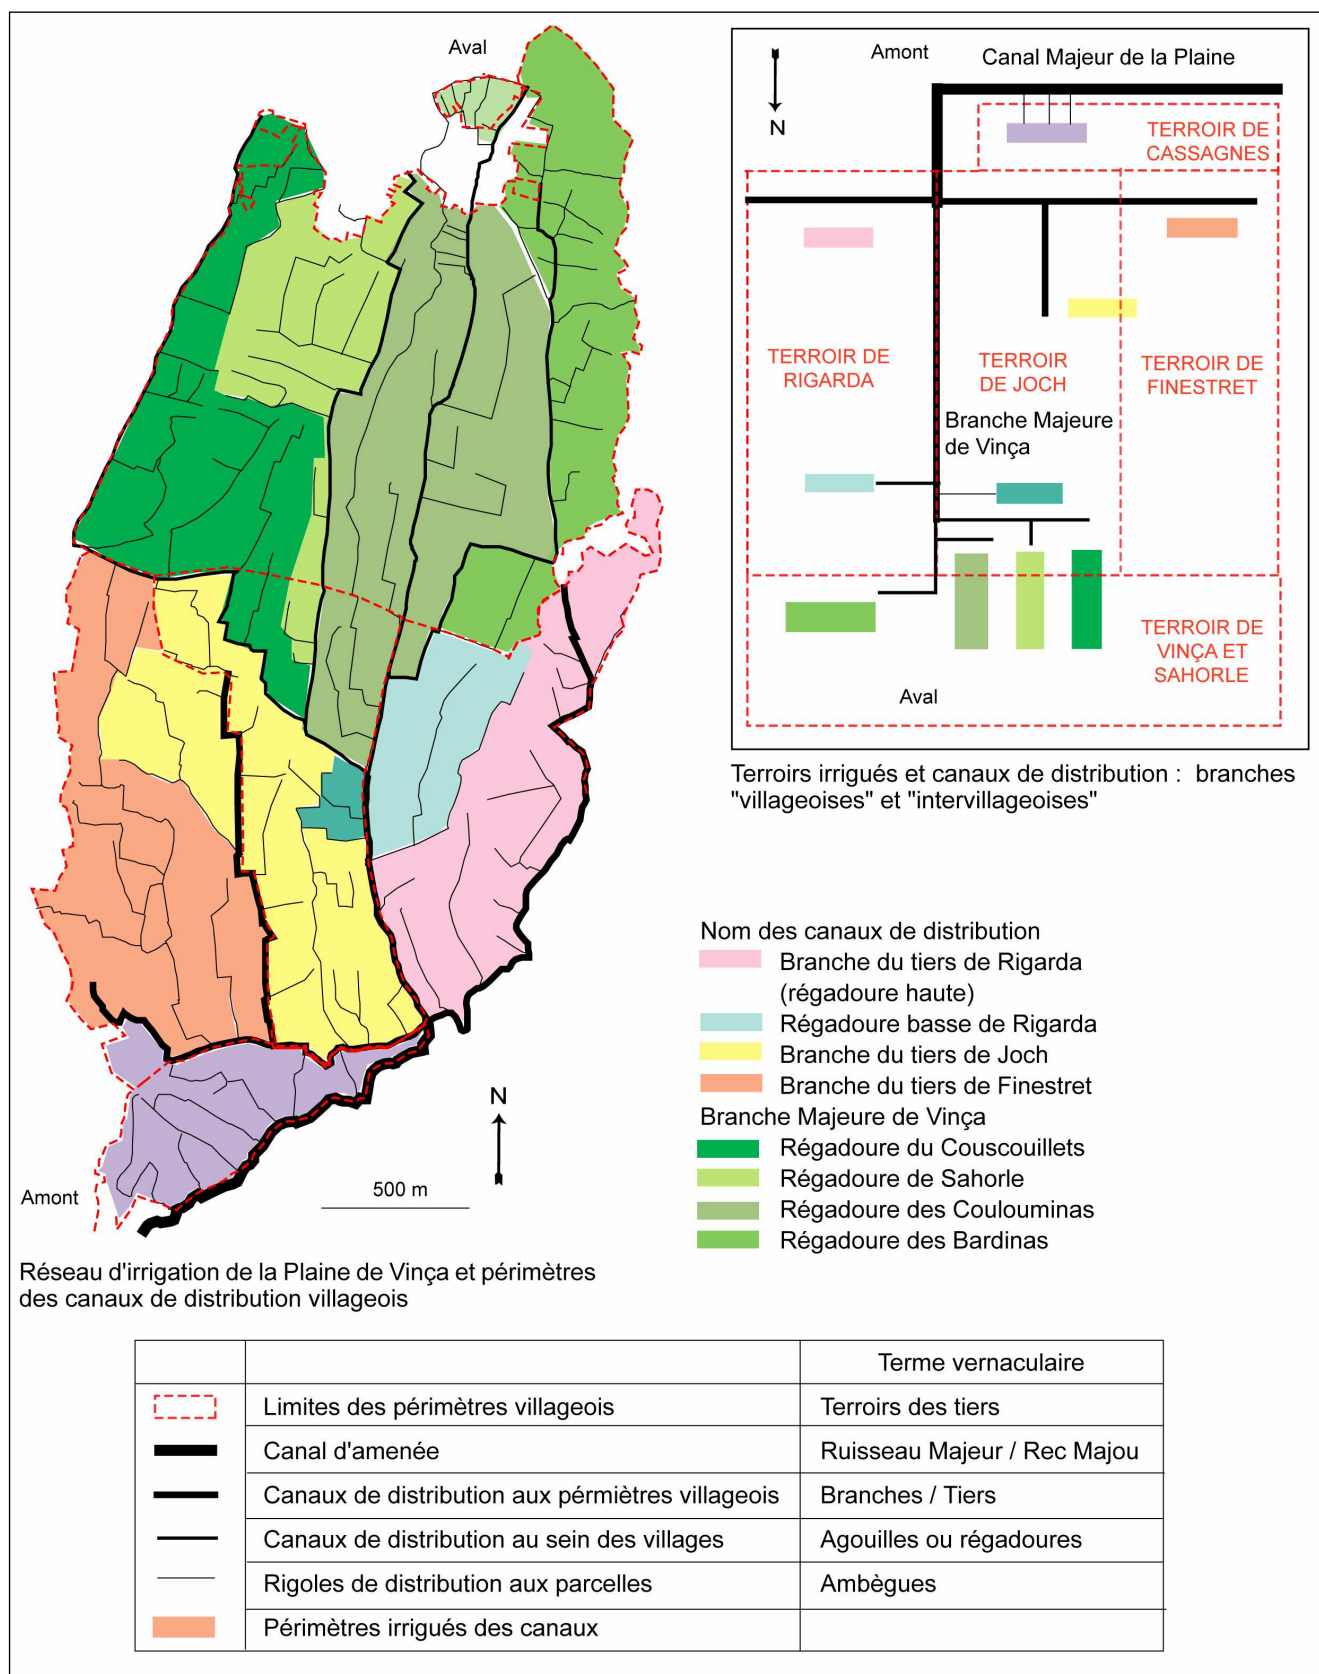 Aval
Amont
N
500 m
Réseau d'irrigation de la Plaine de Vinça et périmètres
des canaux de distribution villageois
Amont
Canal Majeur de la Plaine
N
TERROIR DE
CASSAGNES
TERROIR DE
RIGARDA
TERROIR
DE JOCH
TERROIR DE
FINESTRET
Branche Majeure
de Vinça
TERROIR DE
VINÇA ET
SAHORLE
Aval
Terroirs irrigués et canaux de distribution : branches
"villageoises" et "intervillageoises"
Nom des canaux de distribution
Branche du tiers de Rigarda
(régadoure haute)
Régadoure basse de Rigarda
Branche du tiers de Joch
Branche du tiers de Finestret
Branche Majeure de Vinça
Régadoure du Couscouillets
Régadoure de Sahorle
Régadoure des Coulouminas
Régadoure des Bardinas
Terme vernaculaire
Limites des périmètres villageois Terroirs des tiers
Canal d'amenée Ruisseau Majeur / Rec Majou
Canaux de distribution aux pérmiètres villageois Branches / Tiers
Canaux de distribution au sein des villages Agouilles ou régadoures
Rigoles de distribution aux parcelles Ambègues
Périmètres irrigués des canaux